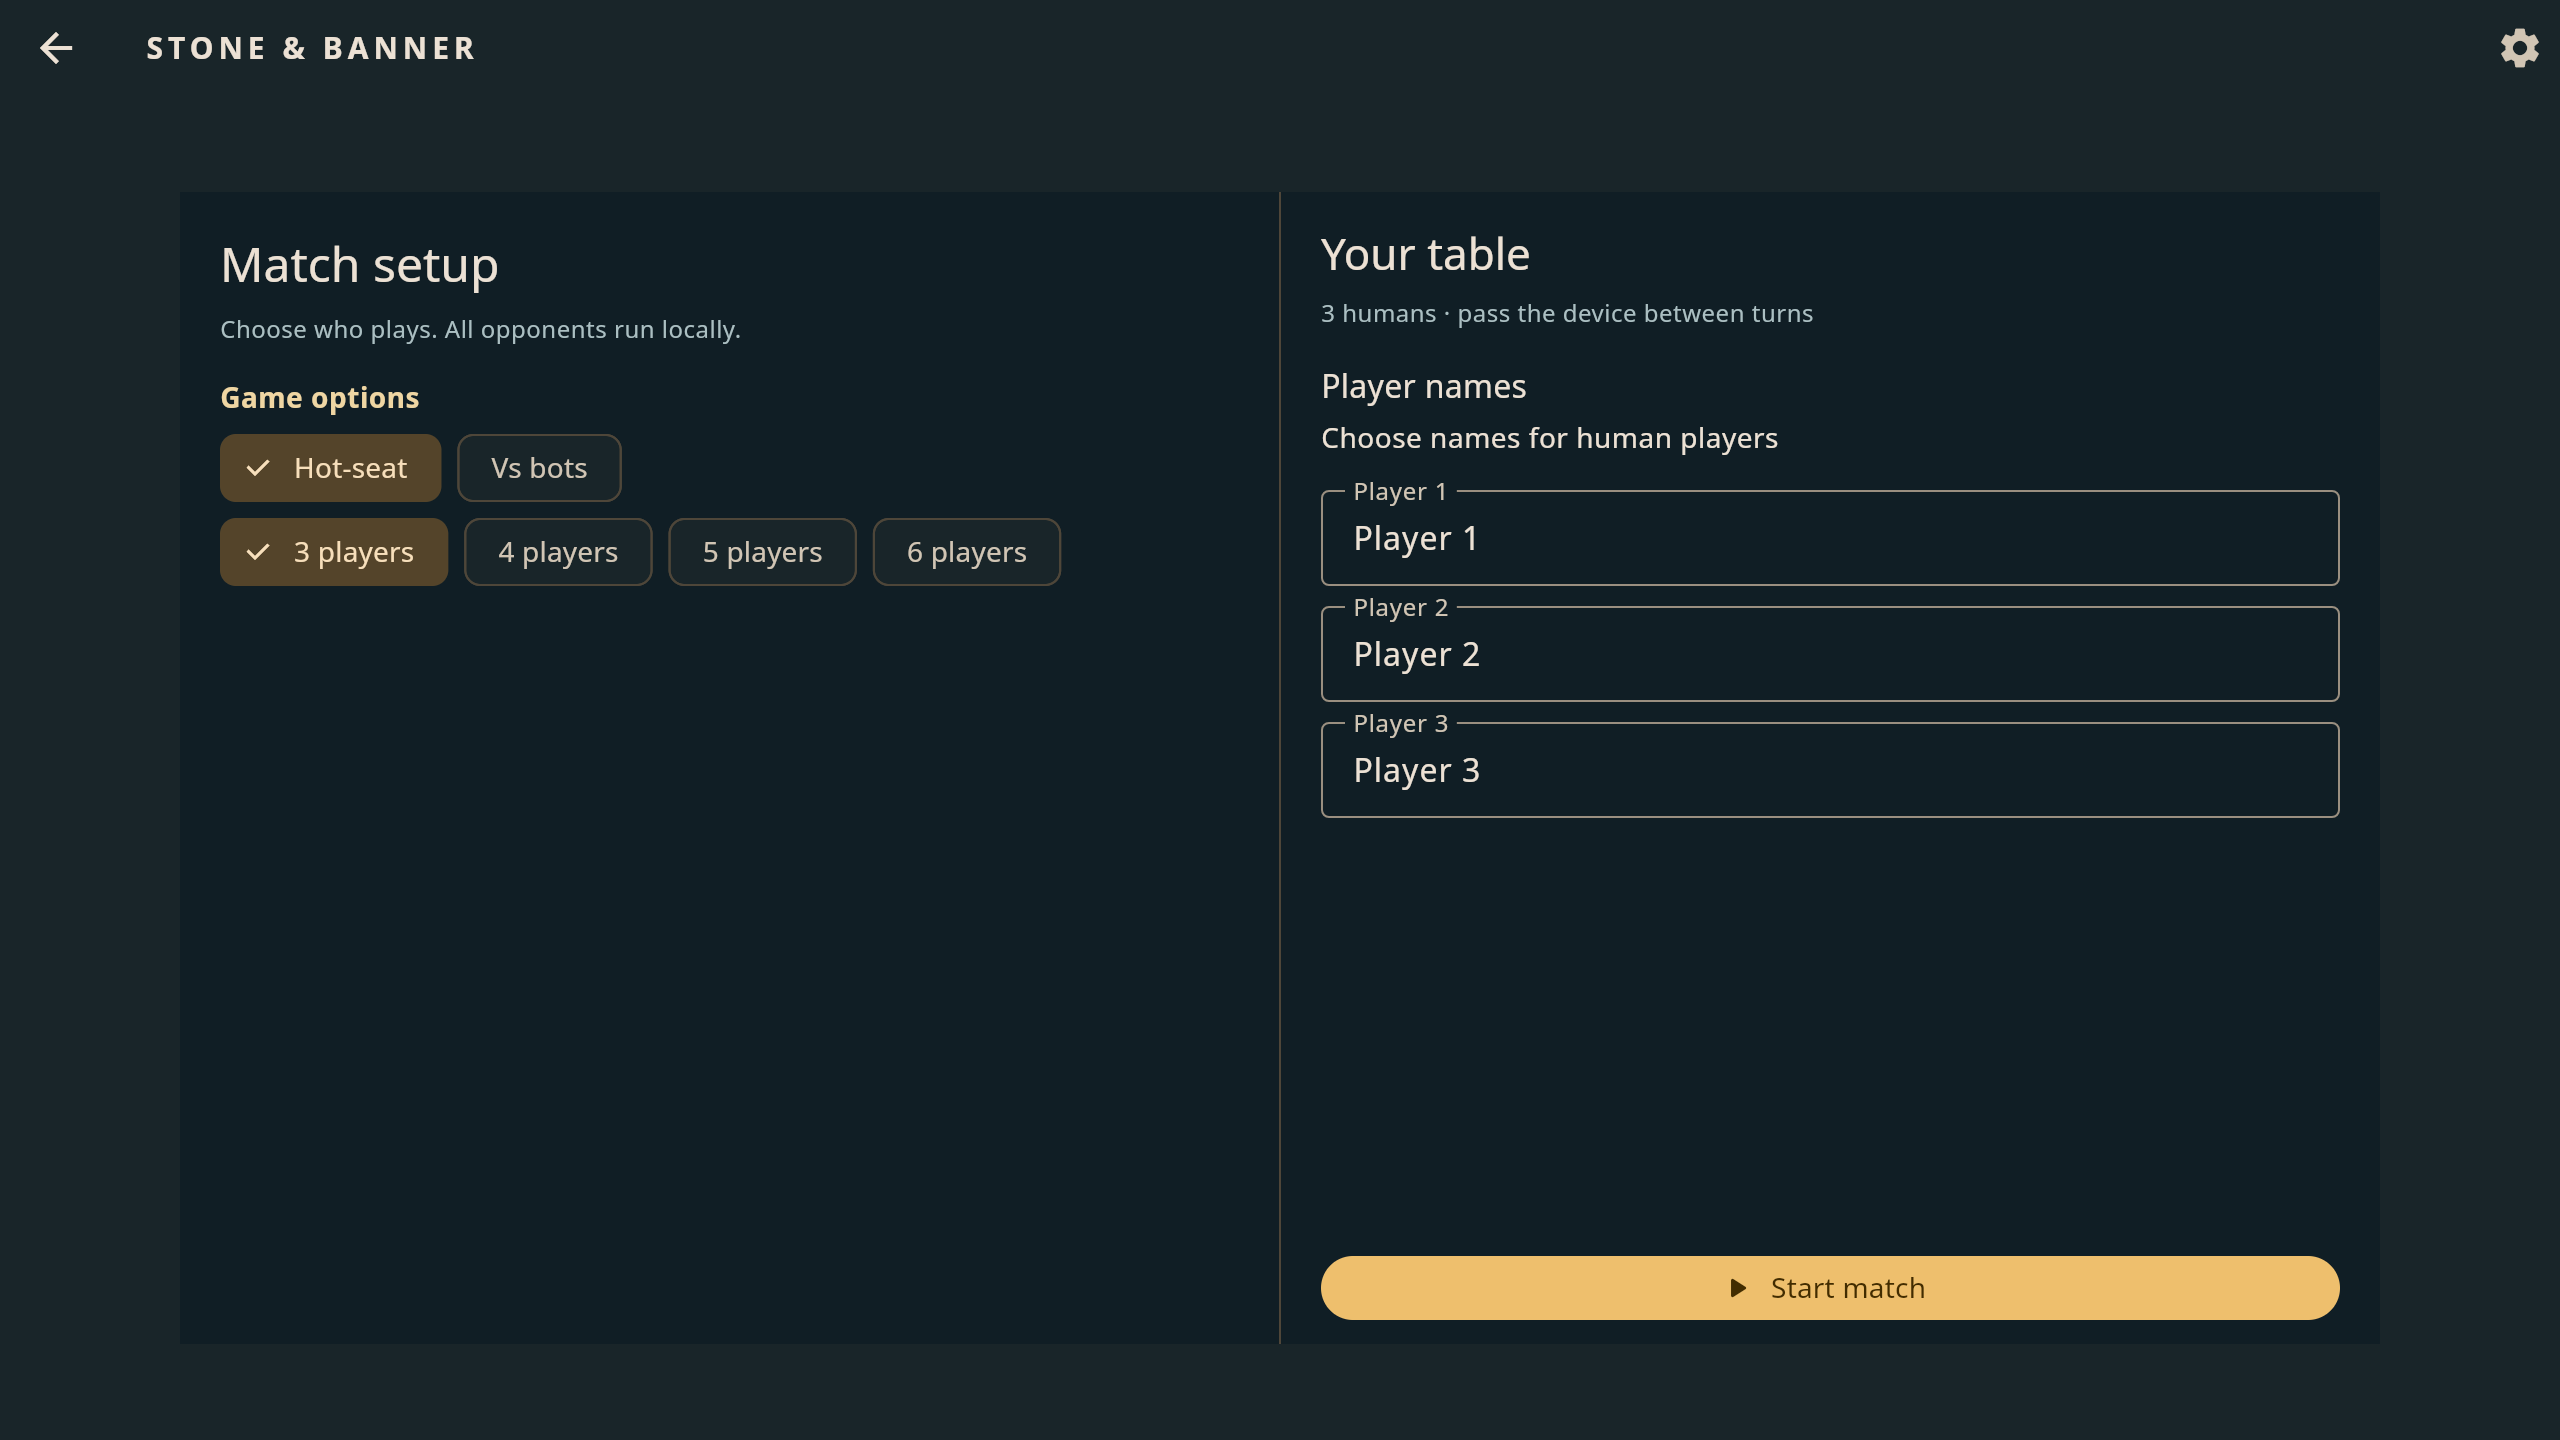 STONE & BANNER
Match setup
Choose who plays. All opponents run locally.
Game options
Hot-seat
Vs bots
3 players
4 players
5 players
6 players
Your table
3 humans · pass the device between turns
Player names
Choose names for human players
Player 1
Player 1
Player 2
Player 2
Player 3
Player 3
Start match